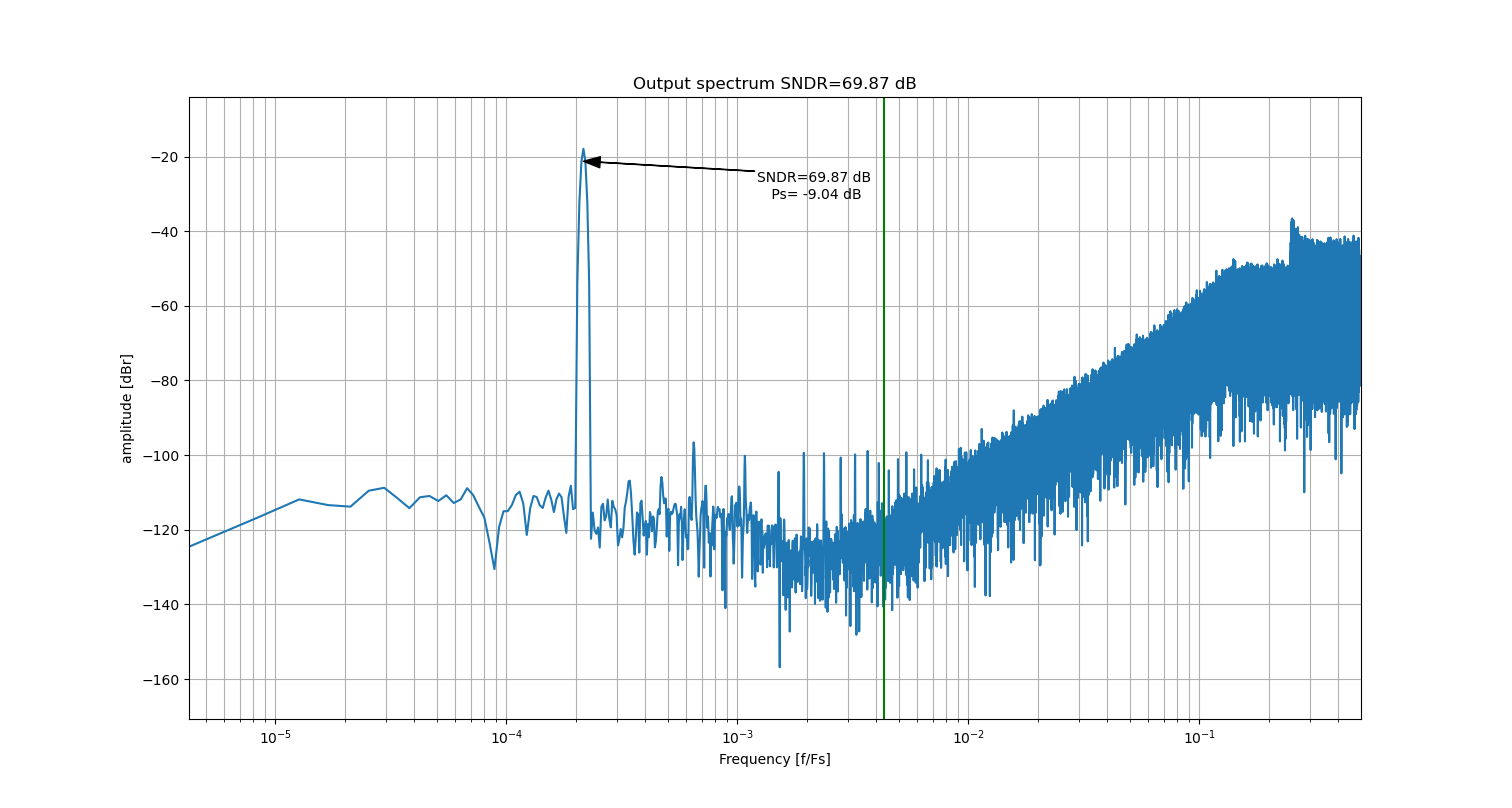 Output spectrum SNDR=69.87 dB
SNDR=69.87 dB
Ps= -9.04 dB
amplitude [dBr]
−20
−40
−60
−80
−100
−120
−140
−160
10⁻⁵ 10⁻⁴ 10⁻³ 10⁻² 10⁻¹
Frequency [f/Fs]